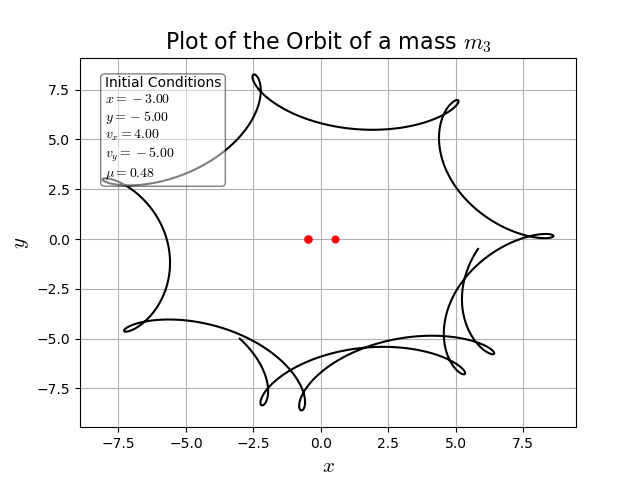 Plot of the Orbit of a mass m₃
Initial Conditions
x = −3.00
y = −5.00
vₓ = 4.00
v_y = −5.00
μ = 0.48
7.5
5.0
2.5
0.0
−2.5
−5.0
−7.5
y
−7.5 −5.0 −2.5 0.0 2.5 5.0 7.5
x